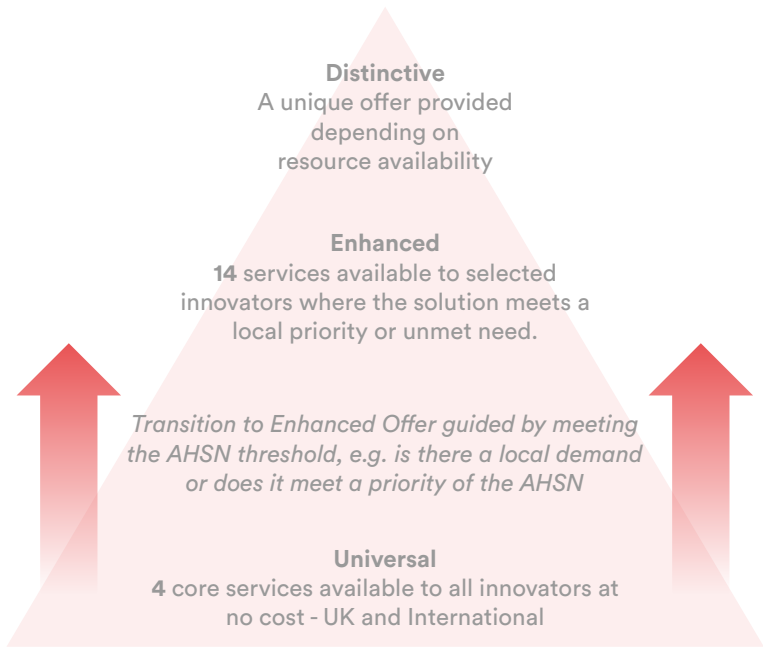 Distinctive
A unique offer provided
depending on
resource availability
Enhanced
14 services available to selected
innovators where the solution meets a
local priority or unmet need.
Transition to Enhanced Offer guided by meeting
the AHSN threshold, e.g. is there a local demand
or does it meet a priority of the AHSN
Universal
4 core services available to all innovators at
no cost - UK and International